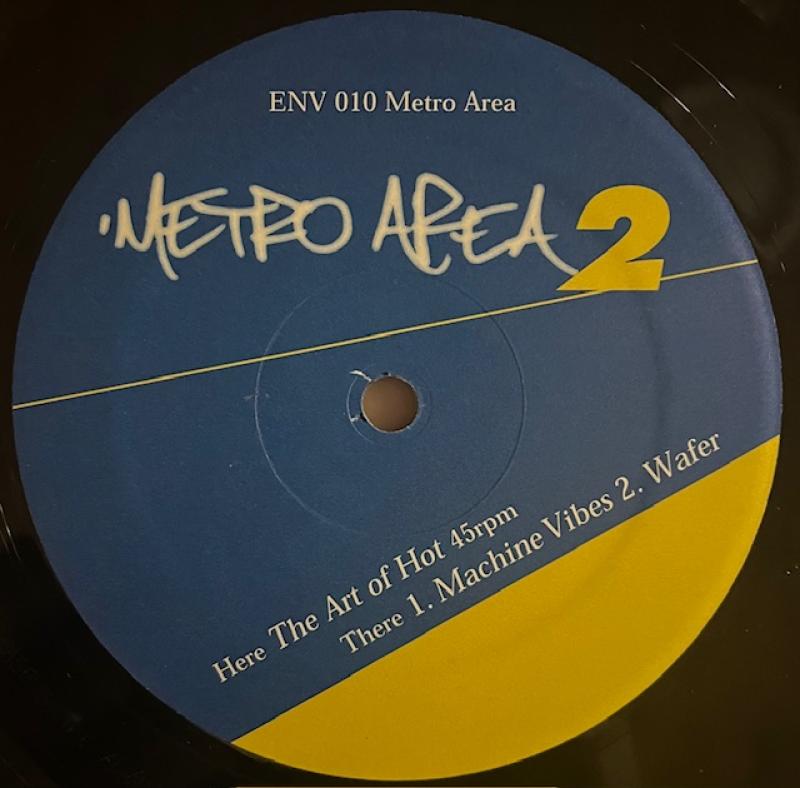 ENV 010 Metro Area
METRO AREA 2
Here The Art of Hot 45rpm
There 1. Machine Vibes 2. Wafer